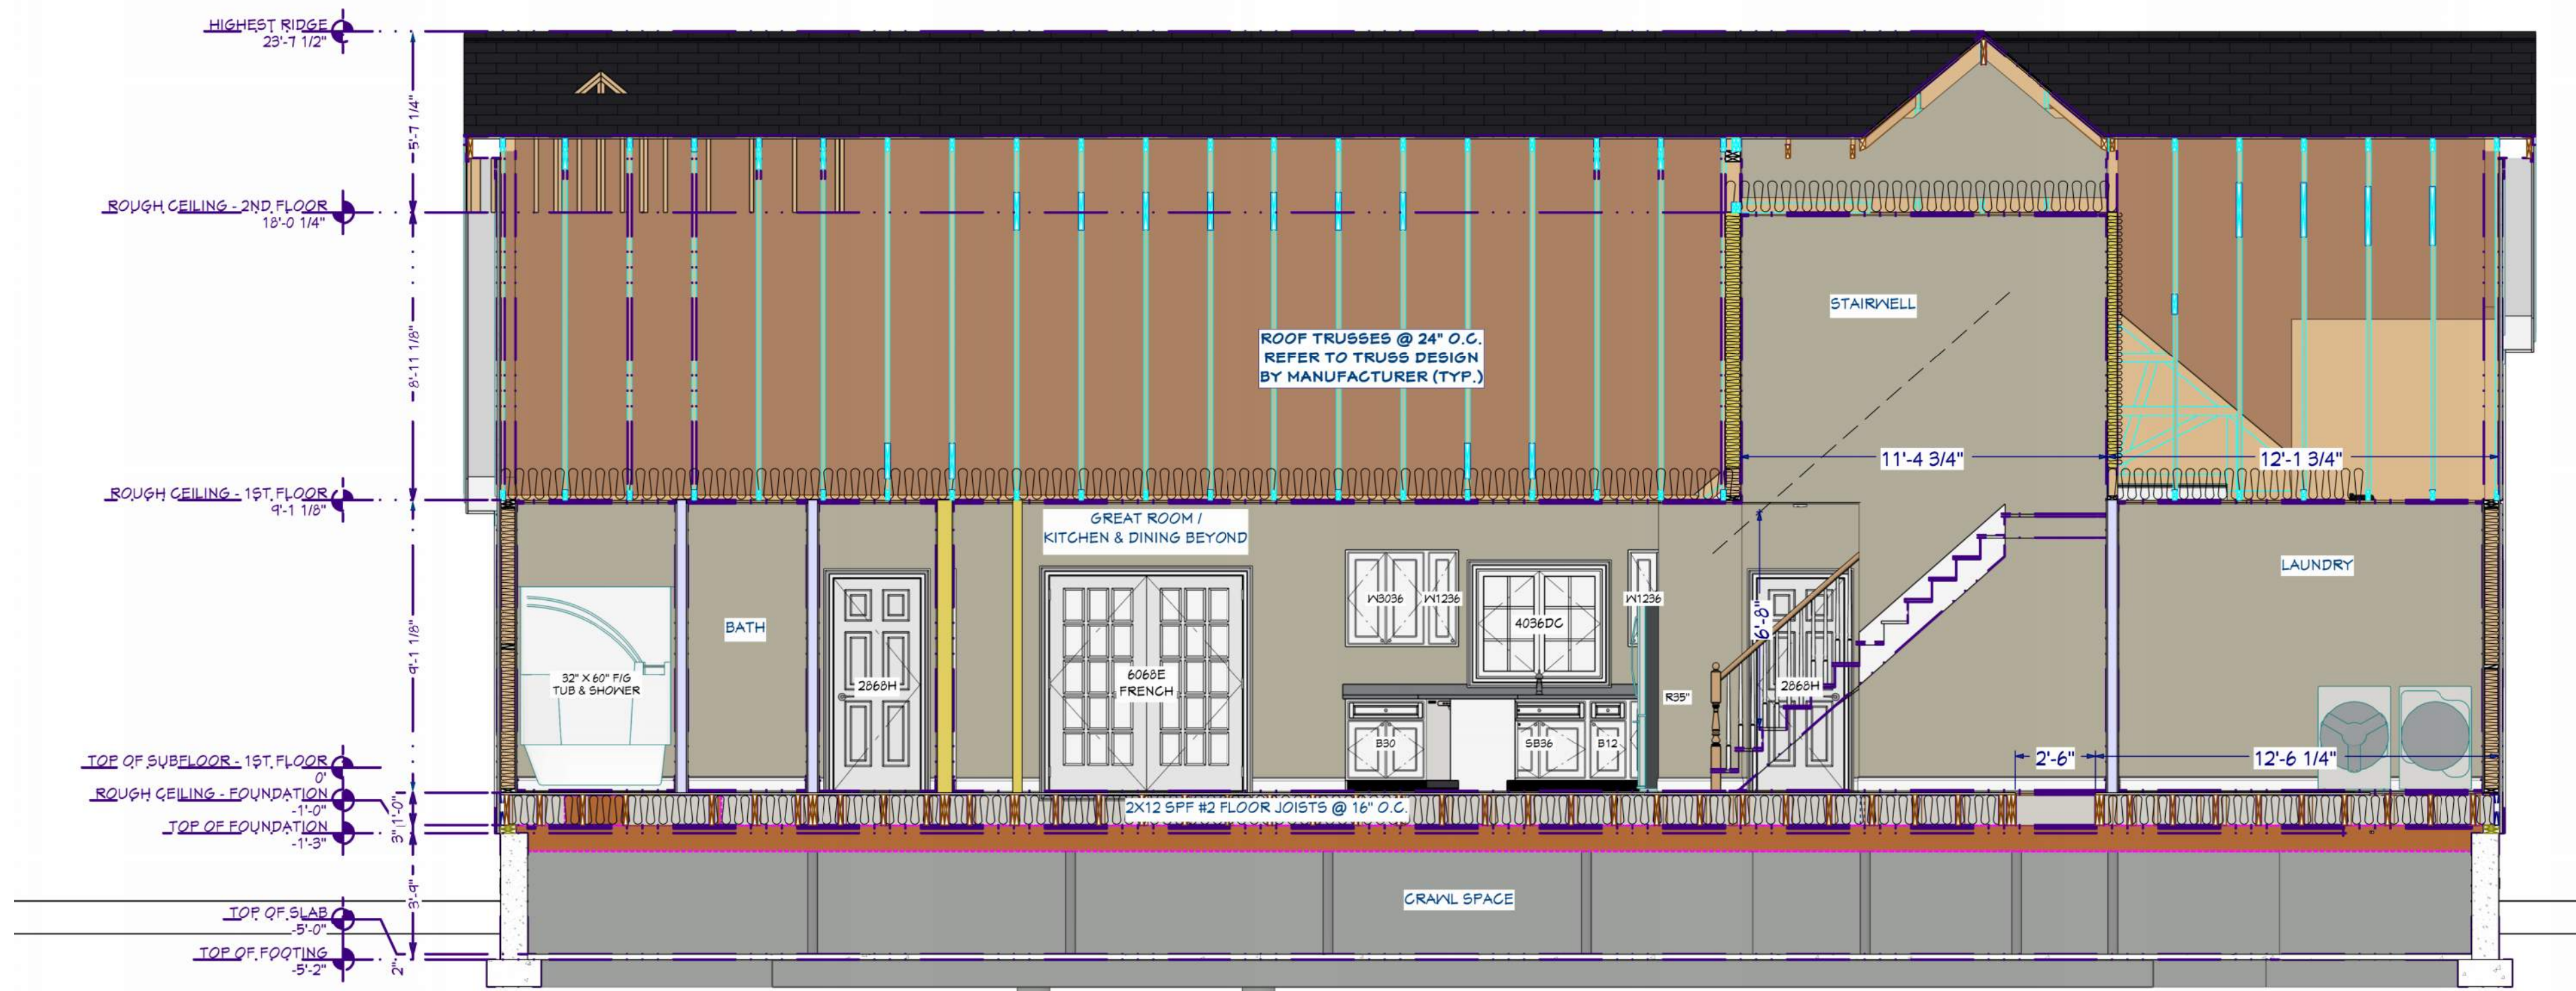 HIGHEST RIDGE
23'-7 1/2"
5'-7 1/4"
ROUGH CEILING - 2ND FLOOR
18'-0 1/4"
8'-11 1/8"
STAIRWELL
ROOF TRUSSES @ 24" O.C.
REFER TO TRUSS DESIGN
BY MANUFACTURER (TYP.)
11'-4 3/4"
12'-1 3/4"
ROUGH CEILING - 1ST FLOOR
9'-1 1/8"
9'-1 1/8"
GREAT ROOM /
KITCHEN & DINING BEYOND
LAUNDRY
BATH
W3036
W1236
W1236
4036DC
6'-8"
32" X 60" F/G
TUB & SHOWER
2868H
6068E
FRENCH
R35"
2868H
B30
SB36
B12
2'-6"
12'-6 1/4"
TOP OF SUBFLOOR - 1ST FLOOR
0'
ROUGH CEILING - FOUNDATION
-1'-0"
1'-0"
3"
2X12 SPF #2 FLOOR JOISTS @ 16" O.C.
TOP OF FOUNDATION
-1'-3"
3'-9"
CRAWL SPACE
TOP OF SLAB
-5'-0"
TOP OF FOOTING
-5'-2"
2"